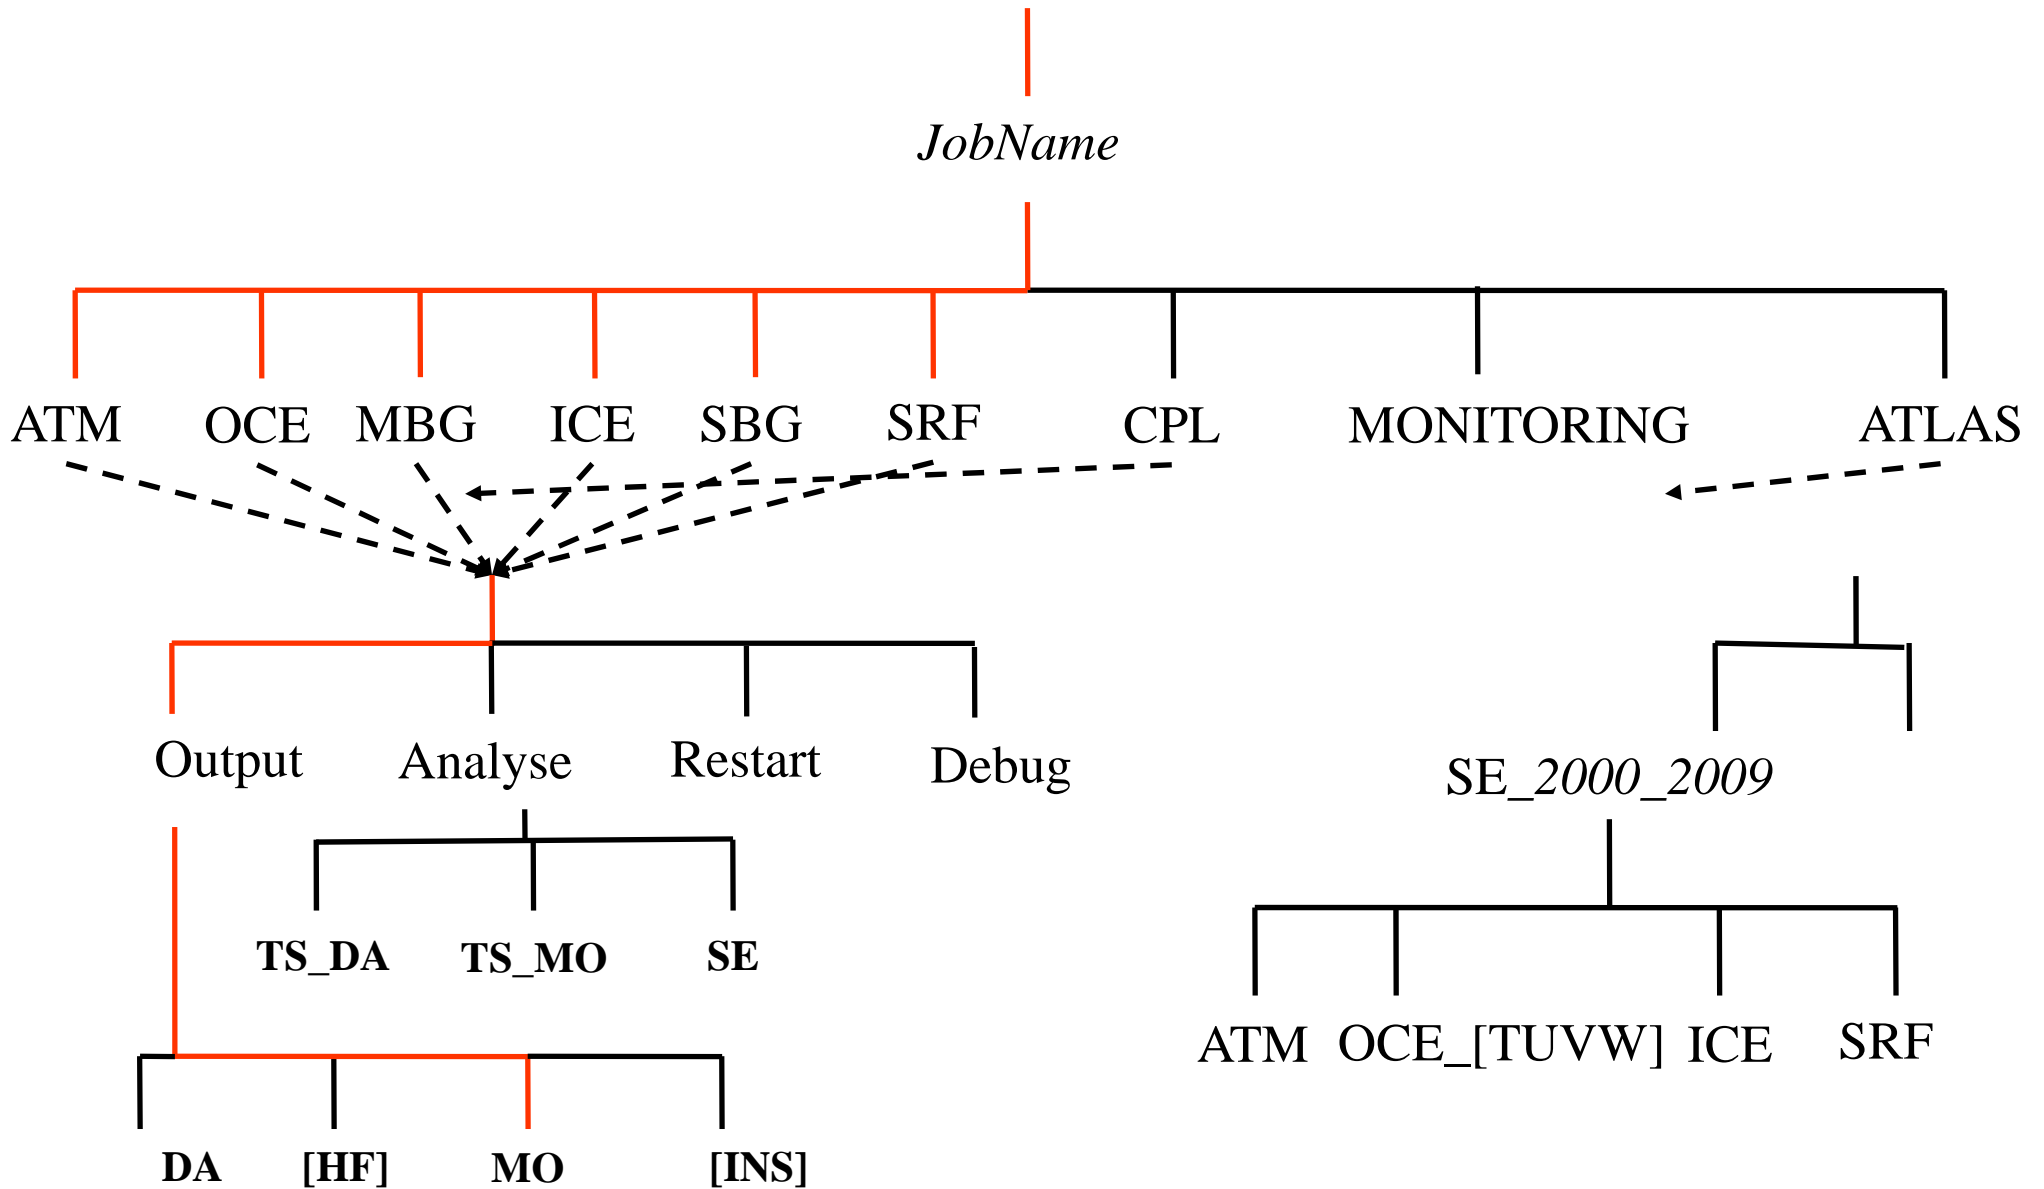 JobName
ATM OCE MBG ICE SBG SRF CPL MONITORING ATLAS
Output Analyse Restart Debug SE_2000_2009
TS_DA TS_MO SE
ATM OCE_[TUVW] ICE SRF
DA [HF] MO [INS]